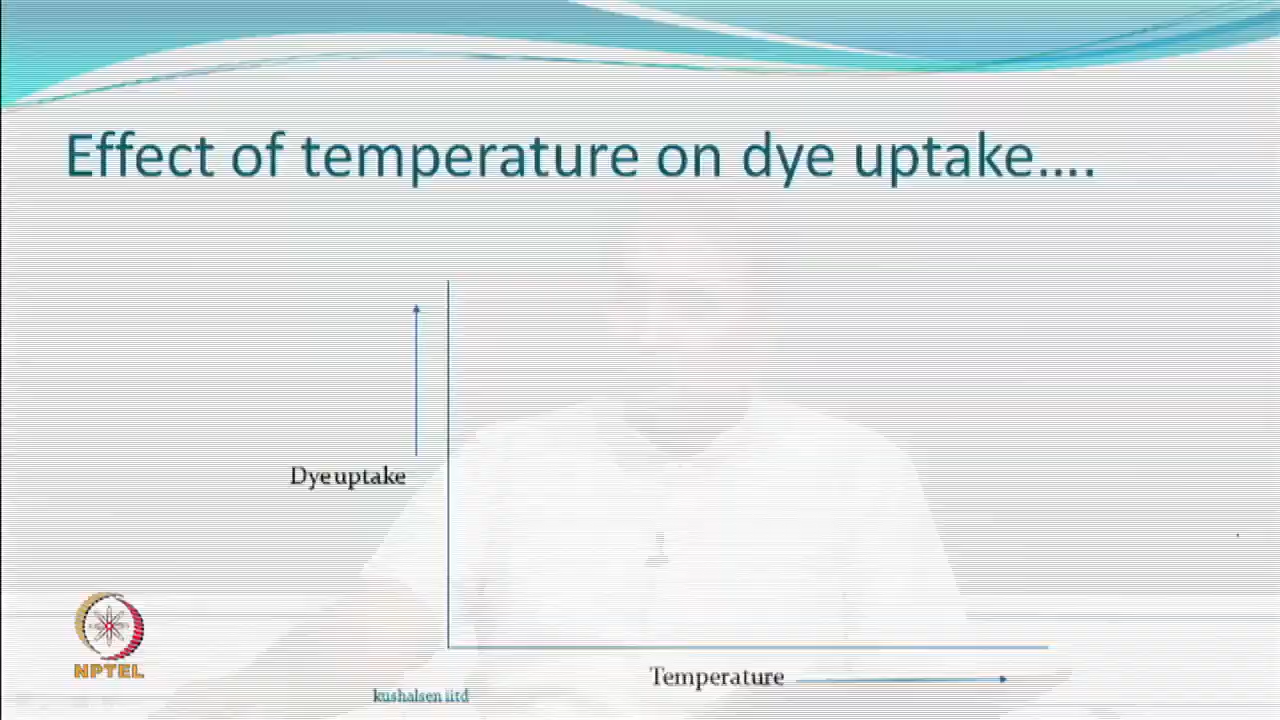 Effect of temperature on dye uptake....
Dye uptake
Temperature
NPTEL
kushalsen iitd